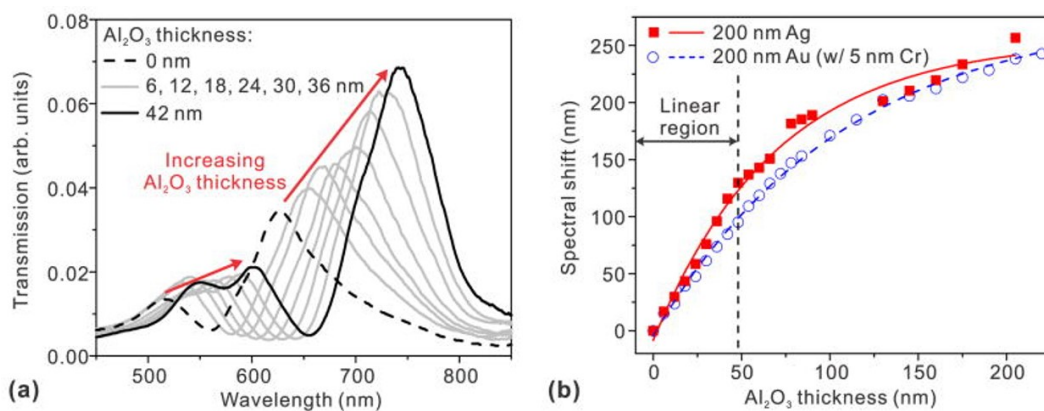 0.08
0.06
0.04
0.02
0.00
Transmission (arb. units)
Al₂O₃ thickness:
0 nm
6, 12, 18, 24, 30, 36 nm
42 nm
Increasing
Al₂O₃ thickness
500 600 700 800
Wavelength (nm)
(a)
250
200
150
100
50
0
Spectral shift (nm)
200 nm Ag
200 nm Au (w/ 5 nm Cr)
Linear
region
0 50 100 150 200
Al₂O₃ thickness (nm)
(b)